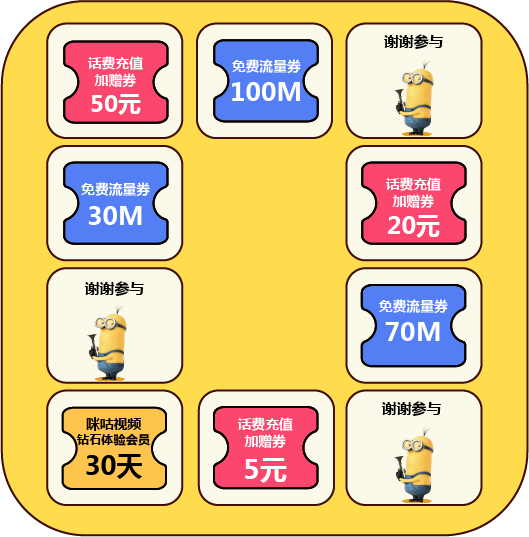 话费充值
加赠券
50元
免费流量券
100M
谢谢参与
免费流量券
30M
话费充值
加赠券
20元
谢谢参与
免费流量券
70M
咪咕视频
钻石体验会员
30天
话费充值
加赠券
5元
谢谢参与